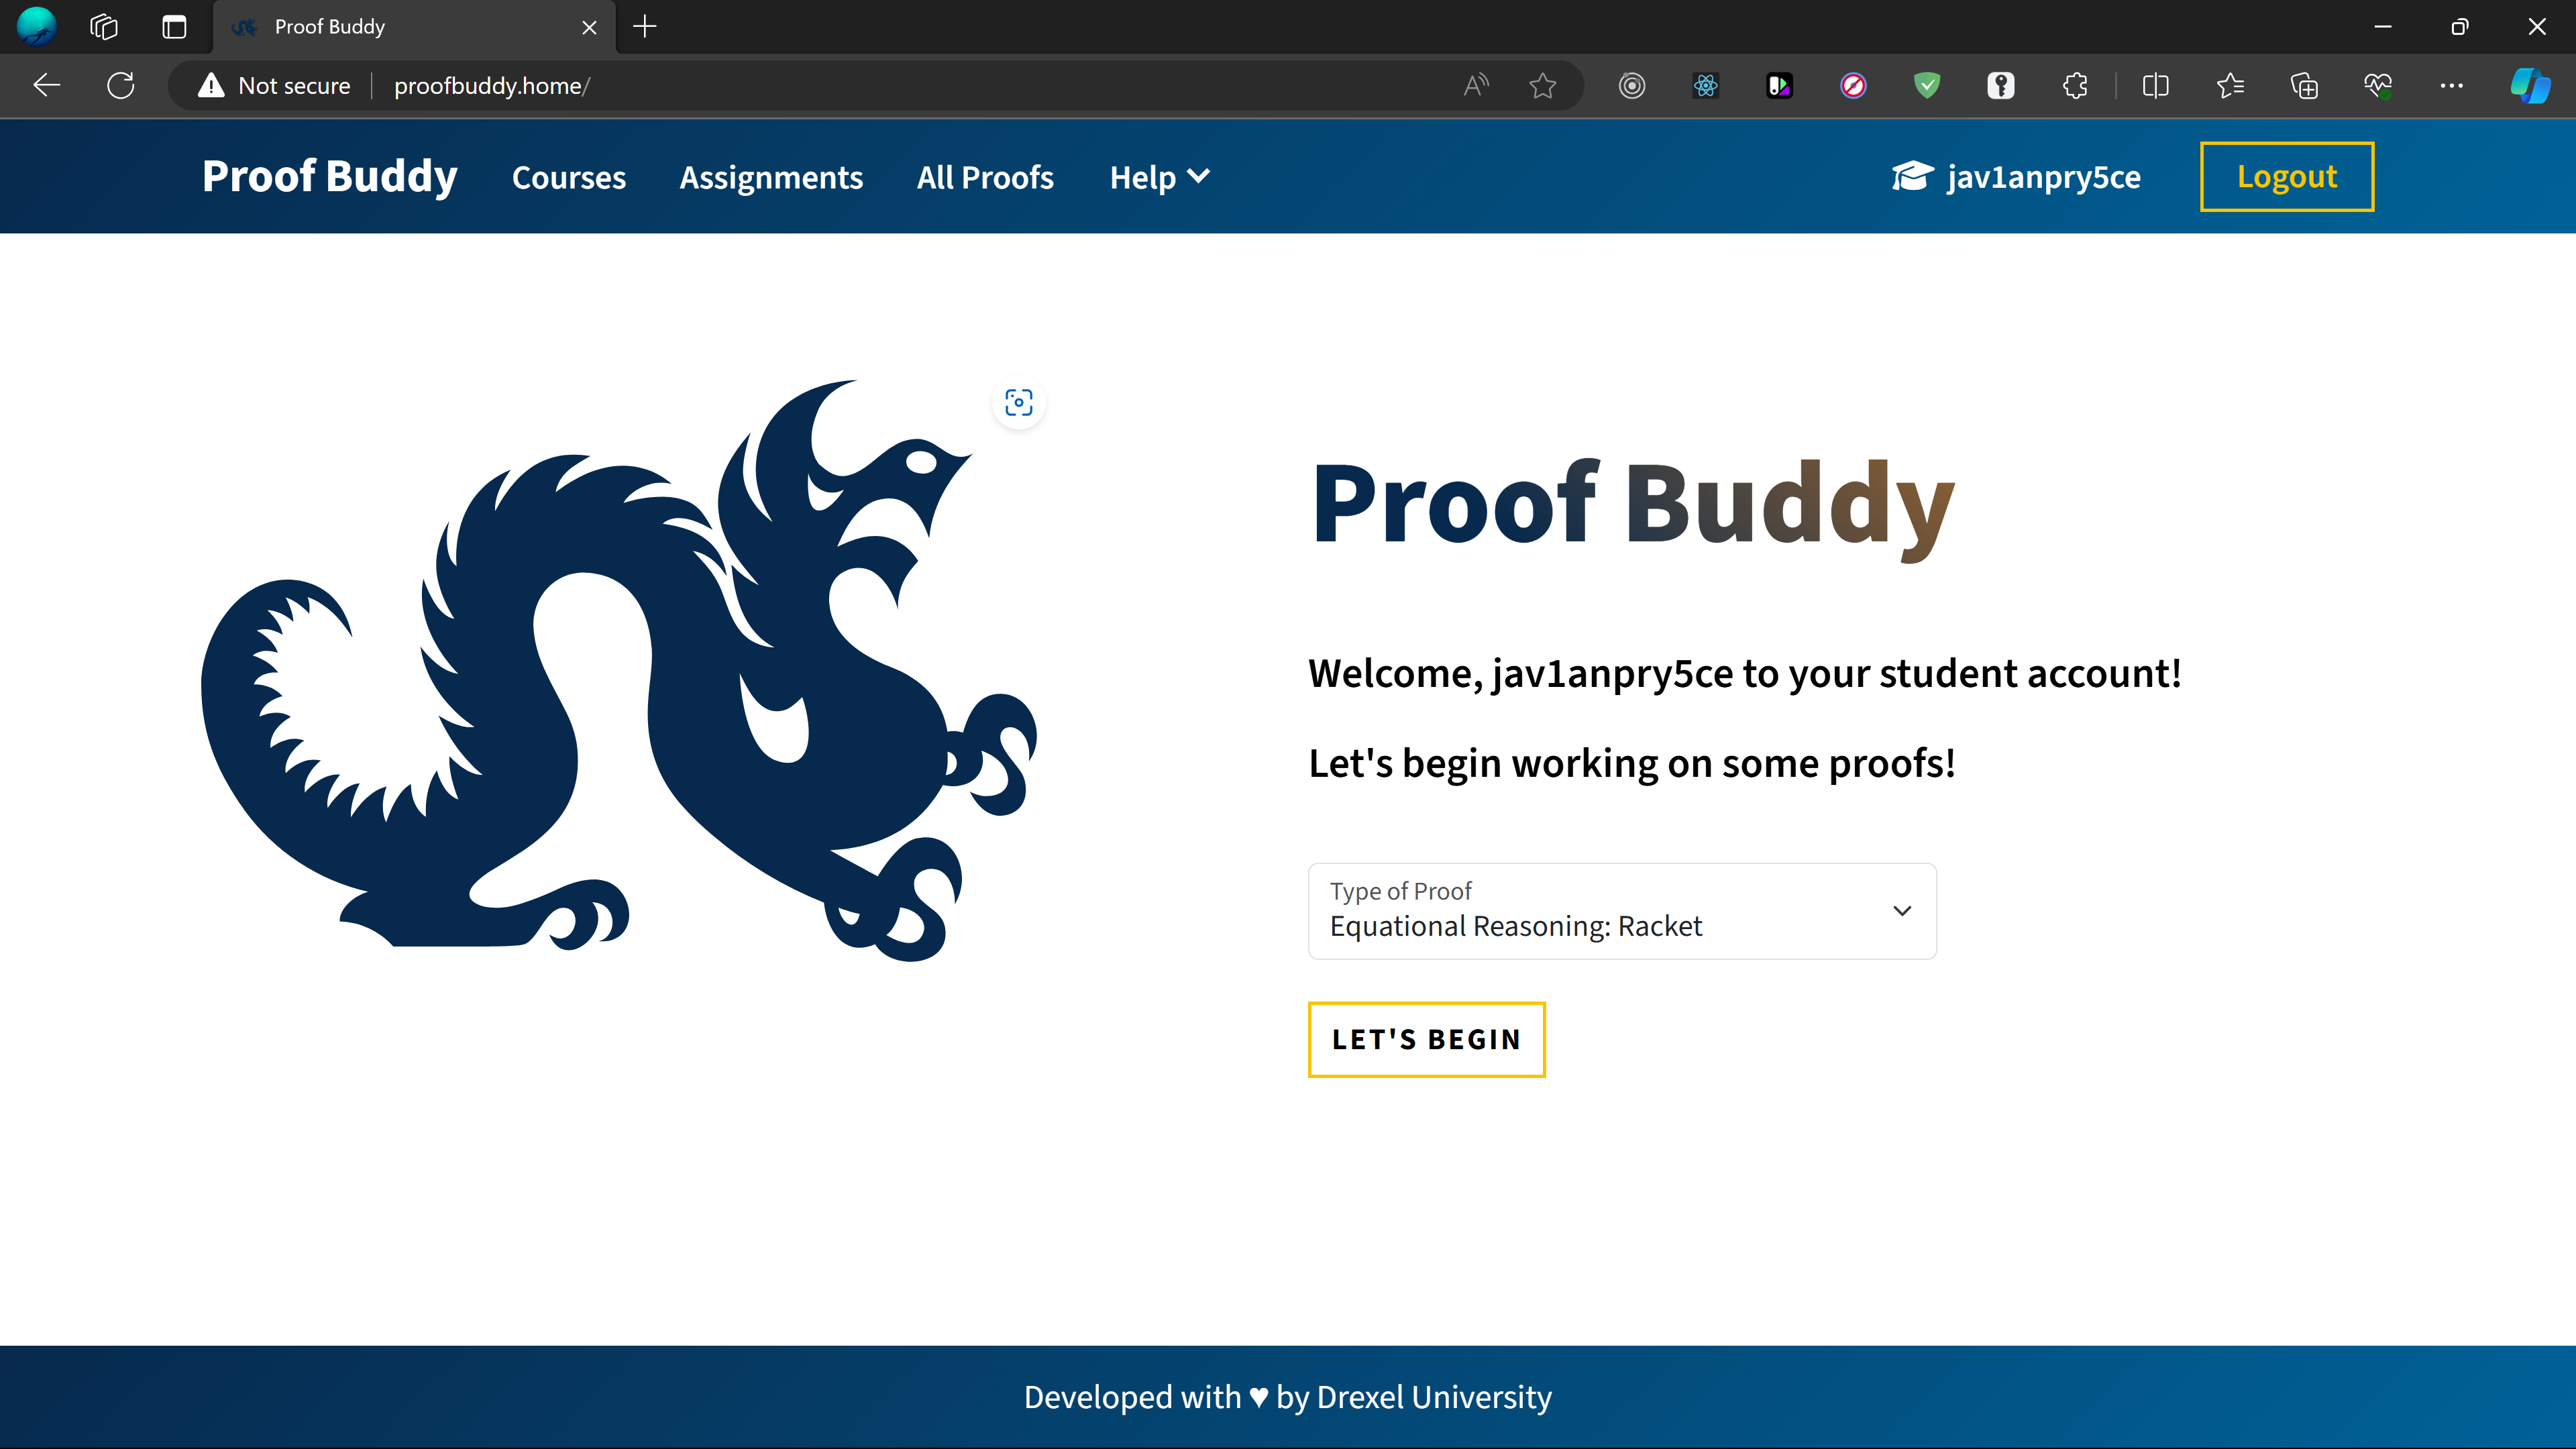 Proof Buddy
Not secure
proofbuddy.home/
Proof Buddy Courses Assignments All Proofs Help jav1anpry5ce Logout
Proof Buddy
Welcome, jav1anpry5ce to your student account!
Let's begin working on some proofs!
Type of Proof
Equational Reasoning: Racket
LET'S BEGIN
Developed with ♥ by Drexel University